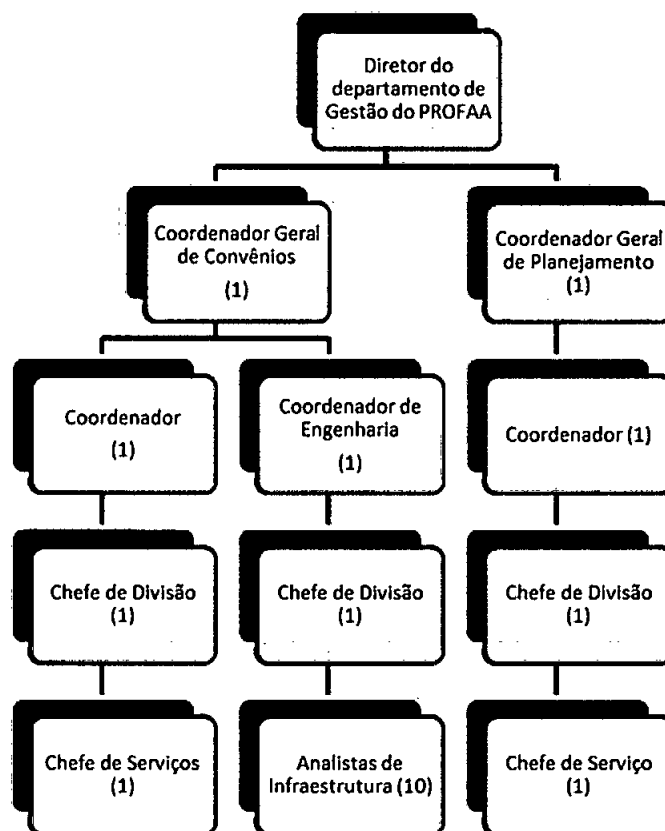 Diretor do
departamento de
Gestão do PROFAA
Coordenador Geral
de Convênios
(1)
Coordenador Geral
de Planejamento
(1)
Coordenador
(1)
Coordenador de
Engenharia
(1)
Coordenador (1)
Chefe de Divisão
(1)
Chefe de Divisão
(1)
Chefe de Divisão
(1)
Chefe de Serviços
(1)
Analistas de
Infraestrutura (10)
Chefe de Serviço
(1)